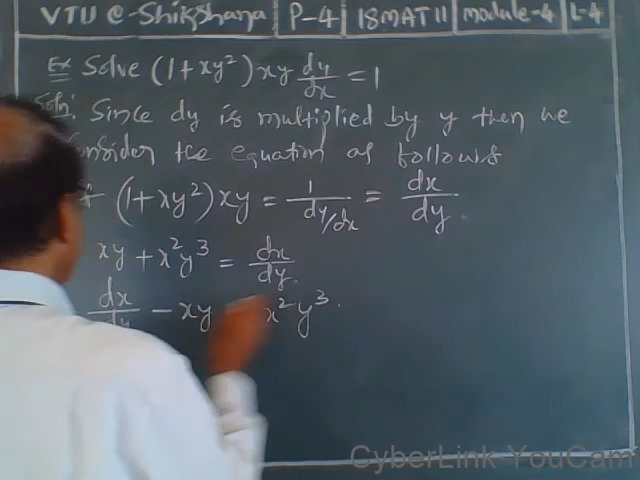 VTU @-Shikshana P-4 18MAT11 module-4 L-4
Ex Solve (1+xy²)xy dy/dx = 1
Soln: Since dy is multiplied by y then we
consider the equation as follows
(1+xy²)xy = 1/(dy/dx) = dx/dy.
xy + x²y³ = dx/dy.
dx/dy − xy x²y³.
CyberLink-YouCam